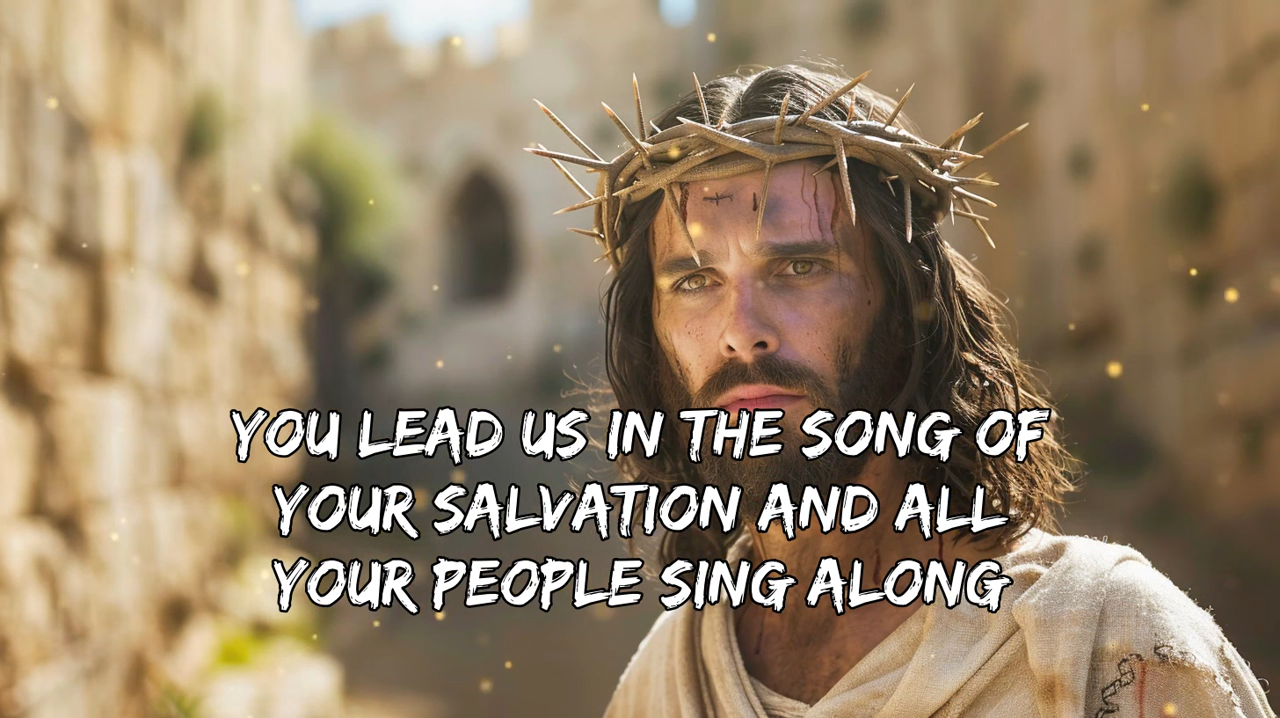 YOU LEAD US IN THE SONG OF
YOUR SALVATION AND ALL
YOUR PEOPLE SING ALONG